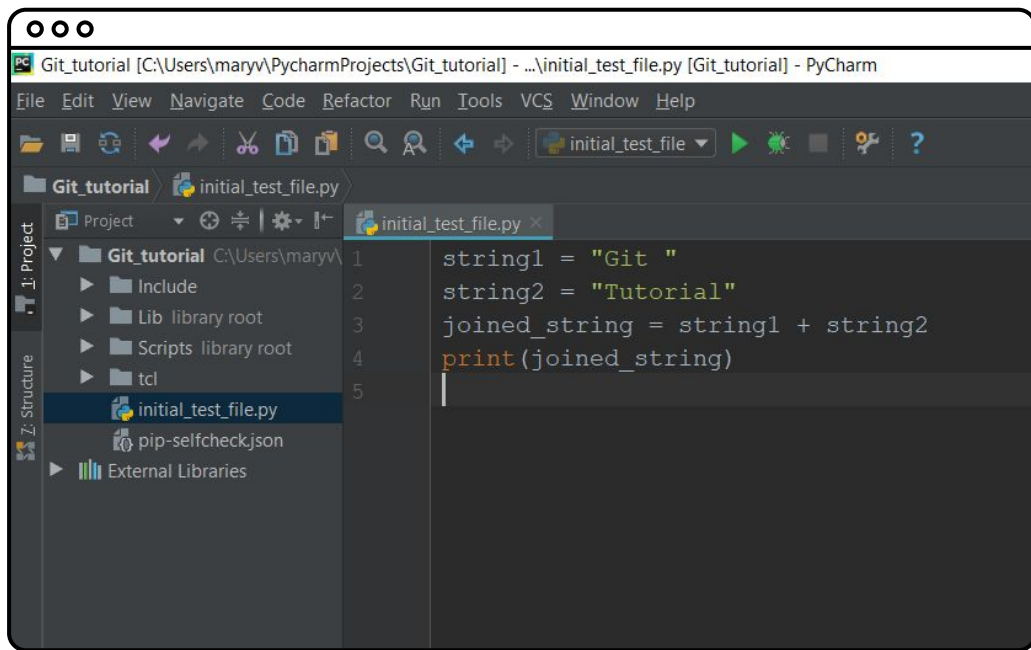 PC Git_tutorial [C:\Users\maryv\PycharmProjects\Git_tutorial] - ...\initial_test_file.py [Git_tutorial] - PyCharm
File Edit View Navigate Code Refactor Run Tools VCS Window Help
initial_test_file
?
Git_tutorial initial_test_file.py
Project
initial_test_file.py
1: Project
Z: Structure
Git_tutorial C:\Users\maryv\
Include
Lib library root
Scripts library root
tcl
initial_test_file.py
pip-selfcheck.json
External Libraries
1 string1 = "Git "
2 string2 = "Tutorial"
3 joined_string = string1 + string2
4 print(joined_string)
5